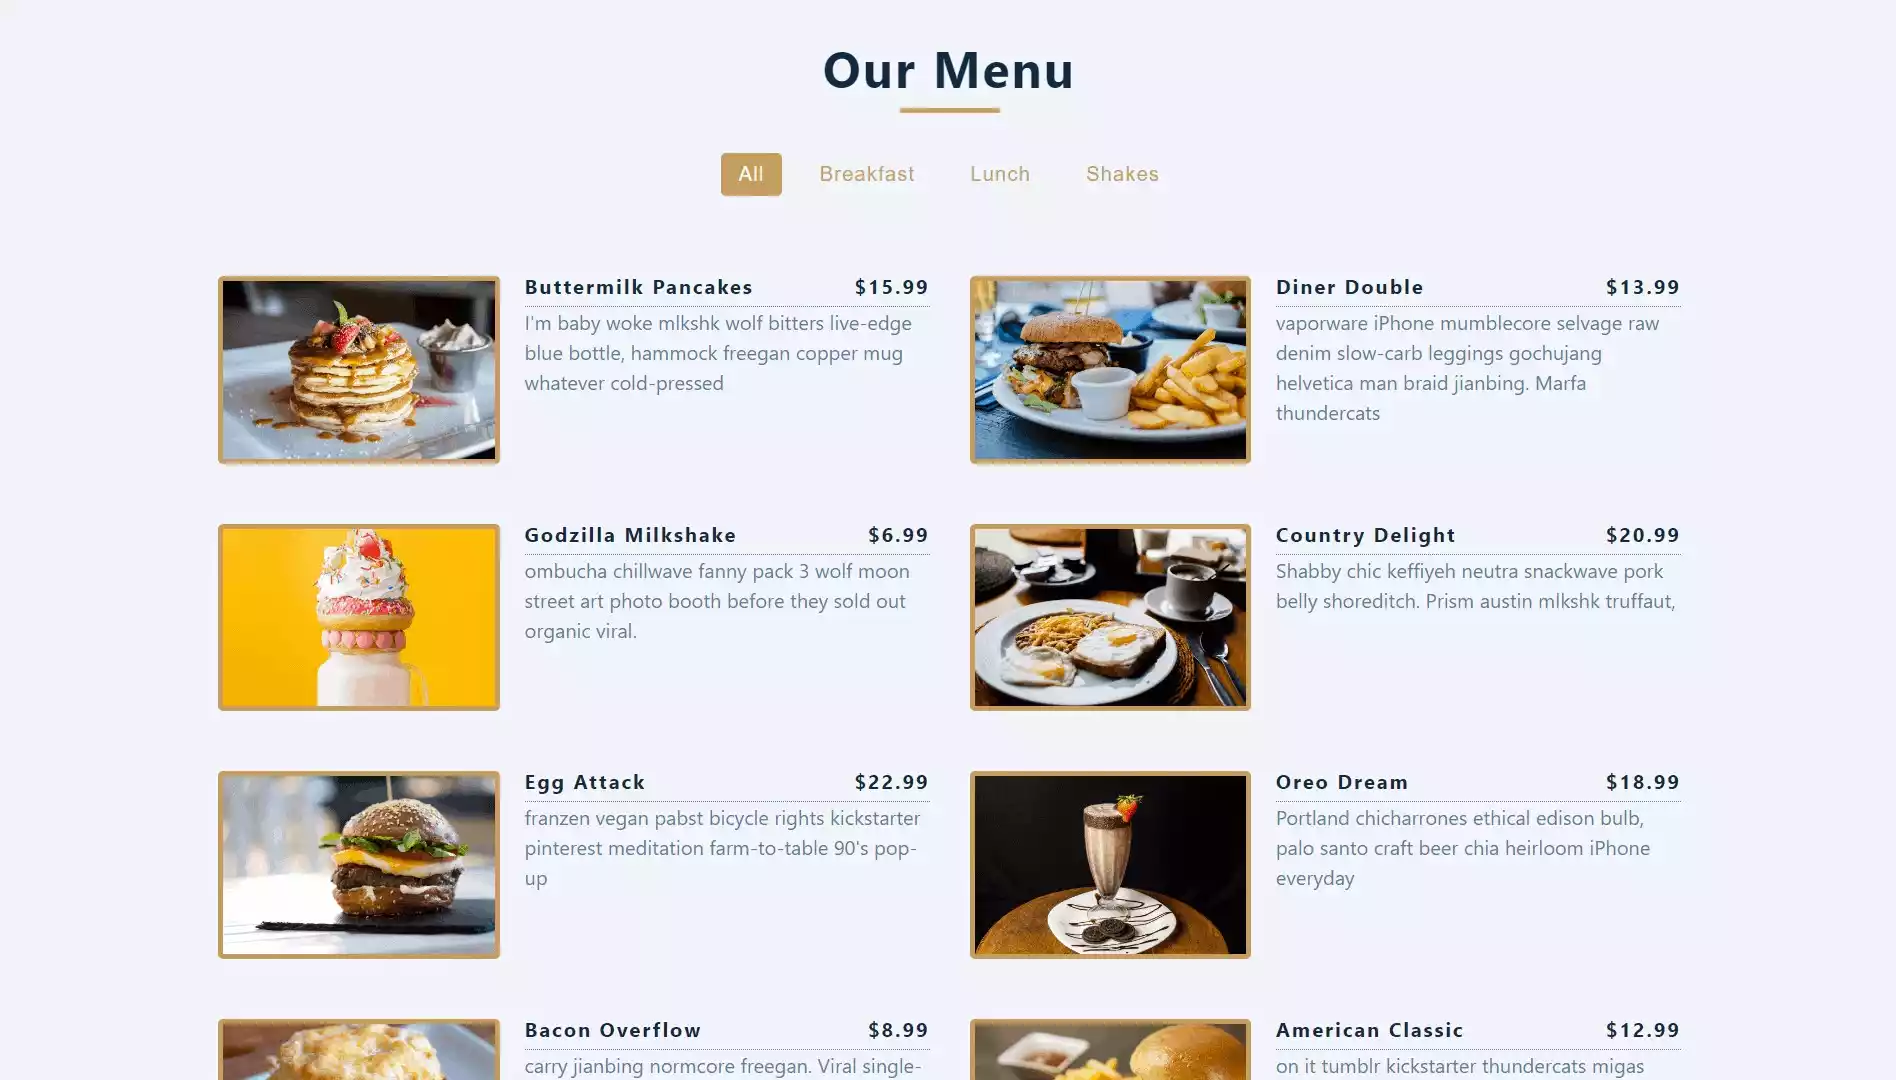 Our Menu
All
Breakfast
Lunch
Shakes
Buttermilk Pancakes $15.99
I'm baby woke mlkshk wolf bitters live-edge
blue bottle, hammock freegan copper mug
whatever cold-pressed
Diner Double $13.99
vaporware iPhone mumblecore selvage raw
denim slow-carb leggings gochujang
helvetica man braid jianbing. Marfa
thundercats
Godzilla Milkshake $6.99
ombucha chillwave fanny pack 3 wolf moon
street art photo booth before they sold out
organic viral.
Country Delight $20.99
Shabby chic keffiyeh neutra snackwave pork
belly shoreditch. Prism austin mlkshk truffaut,
Egg Attack $22.99
franzen vegan pabst bicycle rights kickstarter
pinterest meditation farm-to-table 90's pop-
up
Oreo Dream $18.99
Portland chicharrones ethical edison bulb,
palo santo craft beer chia heirloom iPhone
everyday
Bacon Overflow $8.99
carry jianbing normcore freegan. Viral single-
American Classic $12.99
on it tumblr kickstarter thundercats migas